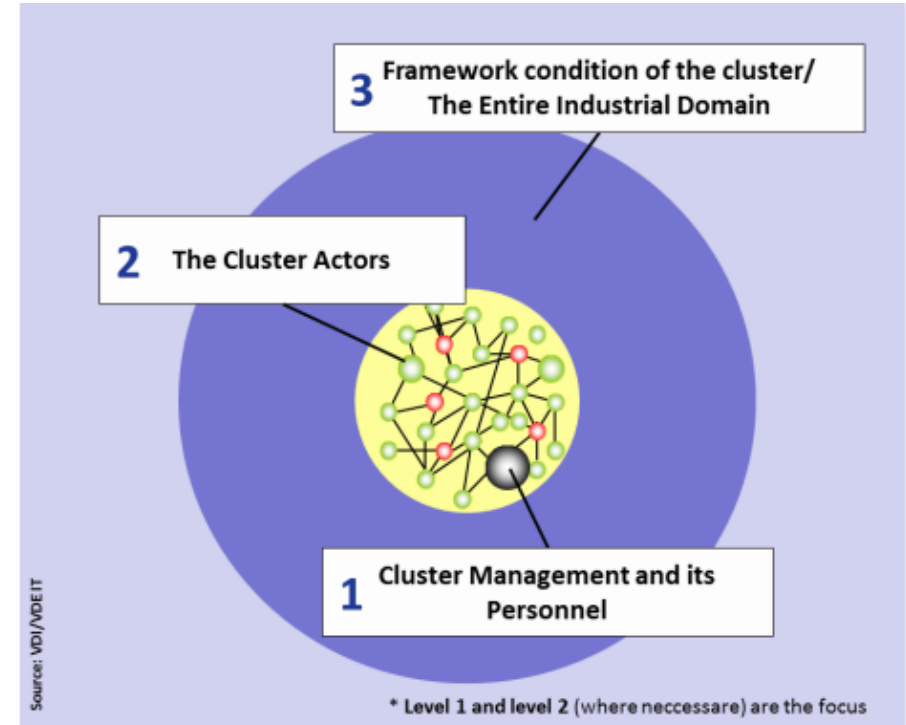 3 Framework condition of the cluster/
The Entire Industrial Domain
2 The Cluster Actors
1 Cluster Management and its
Personnel
Source: VDI/VDE IT
* Level 1 and level 2 (where neccessare) are the focus